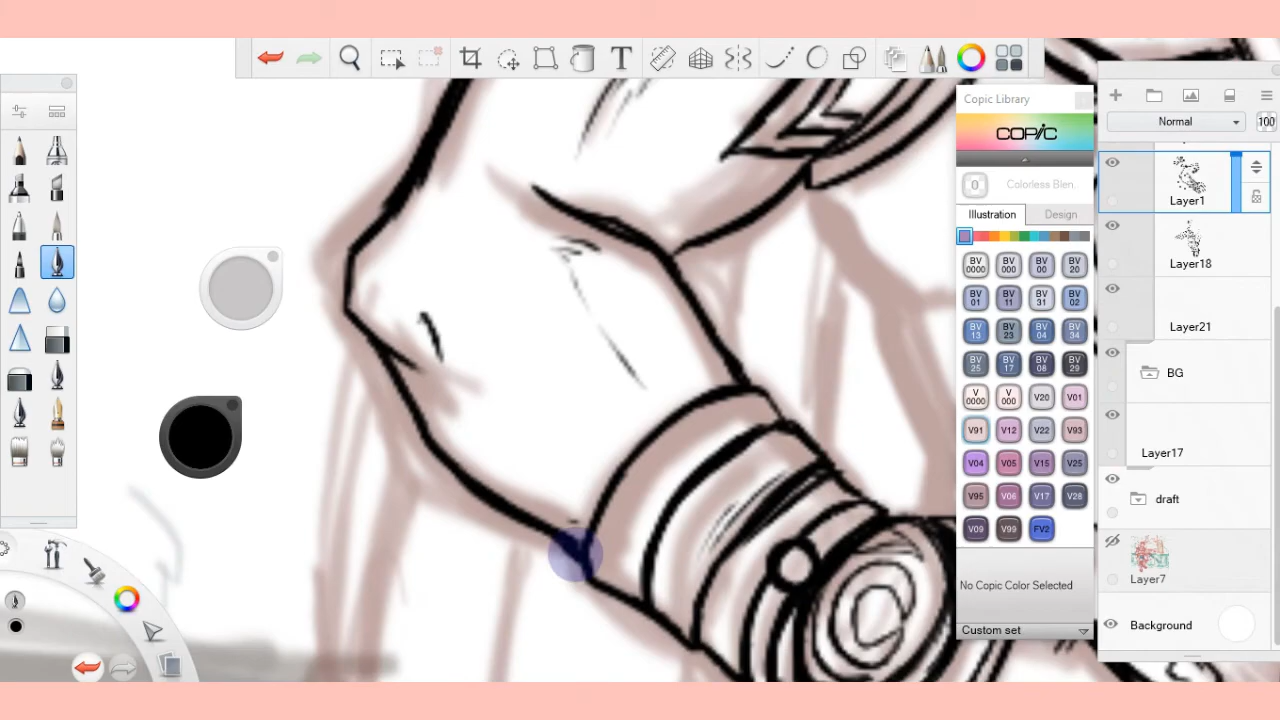 T
Copic Library
COPIC
0 Colorless Blen.
Illustration Design
BV 0000 BV 000 BV 00 BV 20
BV 01 BV 11 BV 31 BV 02
BV 13 BV 23 BV 04 BV 34
BV 25 BV 17 BV 08 BV 29
V 0000 V 000 V20 V01
V91 V12 V22 V93
V04 V05 V15 V25
V95 V06 V17 V28
V09 V99 FV2
No Copic Color Selected
Custom set
Normal 100
Layer1
Layer18
Layer21
BG
Layer17
draft
Layer7
Background